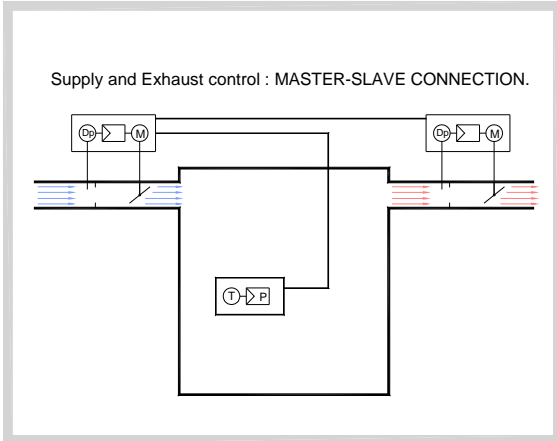 Supply and Exhaust control : MASTER-SLAVE CONNECTION.
Dp M
Dp M
T P